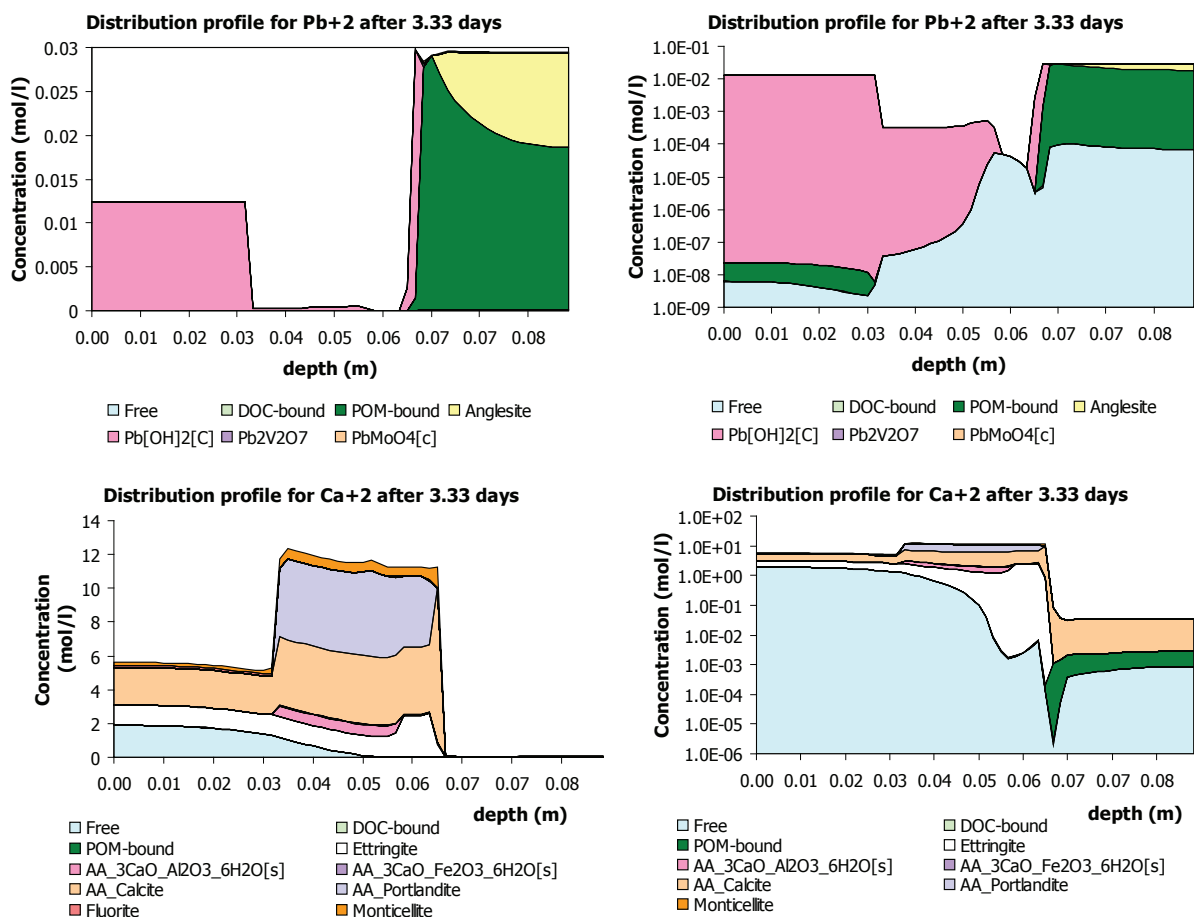 Distribution profile for Pb+2 after 3.33 days
Concentration (mol/l)
0.03
0.025
0.02
0.015
0.01
0.005
0
0.00 0.01 0.02 0.03 0.04 0.05 0.06 0.07 0.07 0.08
depth (m)
Free DOC-bound POM-bound Anglesite
Pb[OH]2[C] Pb2V2O7 PbMoO4[c]
Distribution profile for Pb+2 after 3.33 days
Concentration (mol/l)
1.0E-01
1.0E-02
1.0E-03
1.0E-04
1.0E-05
1.0E-06
1.0E-07
1.0E-08
1.0E-09
0.00 0.01 0.02 0.03 0.04 0.05 0.06 0.07 0.07 0.08
depth (m)
Free DOC-bound POM-bound Anglesite
Pb[OH]2[C] Pb2V2O7 PbMoO4[c]
Distribution profile for Ca+2 after 3.33 days
Concentration
(mol/l)
14
12
10
8
6
4
2
0
0.00 0.01 0.02 0.03 0.04 0.05 0.06 0.07 0.07 0.08
depth (m)
Free DOC-bound
POM-bound Ettringite
AA_3CaO_Al2O3_6H2O[s] AA_3CaO_Fe2O3_6H2O[s]
AA_Calcite AA_Portlandite
Fluorite Monticellite
Distribution profile for Ca+2 after 3.33 days
Concentration (mol/l)
1.0E+02
1.0E+01
1.0E+00
1.0E-01
1.0E-02
1.0E-03
1.0E-04
1.0E-05
1.0E-06
0.00 0.01 0.02 0.03 0.04 0.05 0.06 0.07 0.07 0.08
depth (m)
Free DOC-bound
POM-bound Ettringite
AA_3CaO_Al2O3_6H2O[s] AA_3CaO_Fe2O3_6H2O[s]
AA_Calcite AA_Portlandite
Monticellite